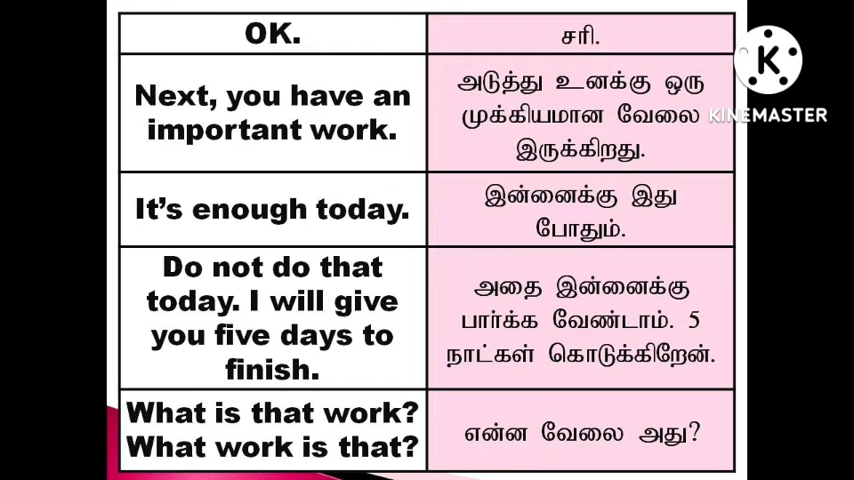 OK.
சரி.
Next, you have an
important work.
அடுத்து உனக்கு ஒரு
முக்கியமான வேலை
இருக்கிறது.
It's enough today.
இன்னைக்கு இது
போதும்.
Do not do that
today. I will give
you five days to
finish.
அதை இன்னைக்கு
பார்க்க வேண்டாம். 5
நாட்கள் கொடுக்கிறேன்.
What is that work?
What work is that?
என்ன வேலை அது?
K
KINEMASTER